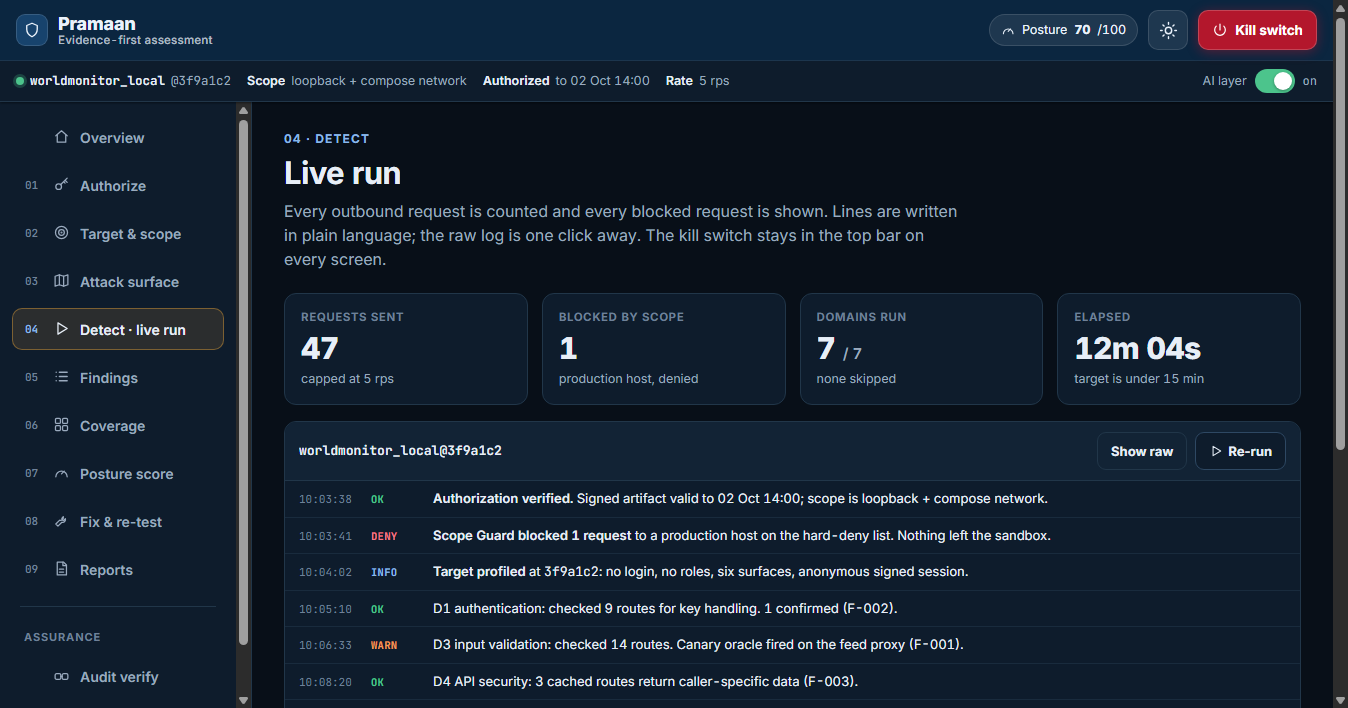 Pramaan
Evidence-first assessment
Posture 70 /100
Kill switch
worldmonitor_local @3f9a1c2 Scope loopback + compose network Authorized to 02 Oct 14:00 Rate 5 rps
AI layer on
Overview
01 Authorize
02 Target & scope
03 Attack surface
04 Detect · live run
05 Findings
06 Coverage
07 Posture score
08 Fix & re-test
09 Reports
ASSURANCE
Audit verify
04 · DETECT
Live run
Every outbound request is counted and every blocked request is shown. Lines are written
in plain language; the raw log is one click away. The kill switch stays in the top bar on
every screen.
REQUESTS SENT
47
capped at 5 rps
BLOCKED BY SCOPE
1
production host, denied
DOMAINS RUN
7 / 7
none skipped
ELAPSED
12m 04s
target is under 15 min
worldmonitor_local@3f9a1c2
Show raw
Re-run
10:03:38 OK Authorization verified. Signed artifact valid to 02 Oct 14:00; scope is loopback + compose network.
10:03:41 DENY Scope Guard blocked 1 request to a production host on the hard-deny list. Nothing left the sandbox.
10:04:02 INFO Target profiled at 3f9a1c2: no login, no roles, six surfaces, anonymous signed session.
10:05:10 OK D1 authentication: checked 9 routes for key handling. 1 confirmed (F-002).
10:06:33 WARN D3 input validation: checked 14 routes. Canary oracle fired on the feed proxy (F-001).
10:08:20 OK D4 API security: 3 cached routes return caller-specific data (F-003).